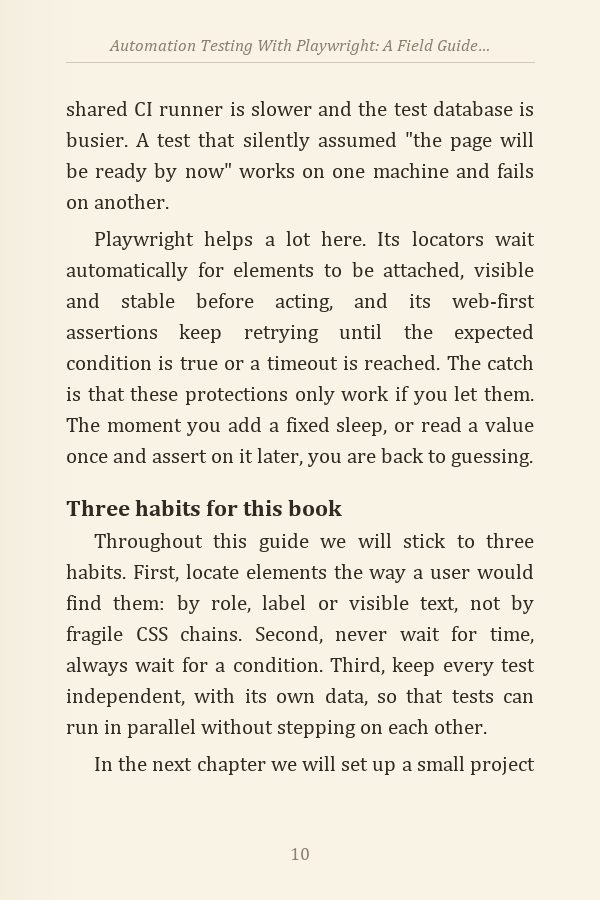 Automation Testing With Playwright: A Field Guide...
shared CI runner is slower and the test database is
busier. A test that silently assumed "the page will
be ready by now" works on one machine and fails
on another.
Playwright helps a lot here. Its locators wait
automatically for elements to be attached, visible
and stable before acting, and its web-first
assertions keep retrying until the expected
condition is true or a timeout is reached. The catch
is that these protections only work if you let them.
The moment you add a fixed sleep, or read a value
once and assert on it later, you are back to guessing.
Three habits for this book
Throughout this guide we will stick to three
habits. First, locate elements the way a user would
find them: by role, label or visible text, not by
fragile CSS chains. Second, never wait for time,
always wait for a condition. Third, keep every test
independent, with its own data, so that tests can
run in parallel without stepping on each other.
In the next chapter we will set up a small project
10